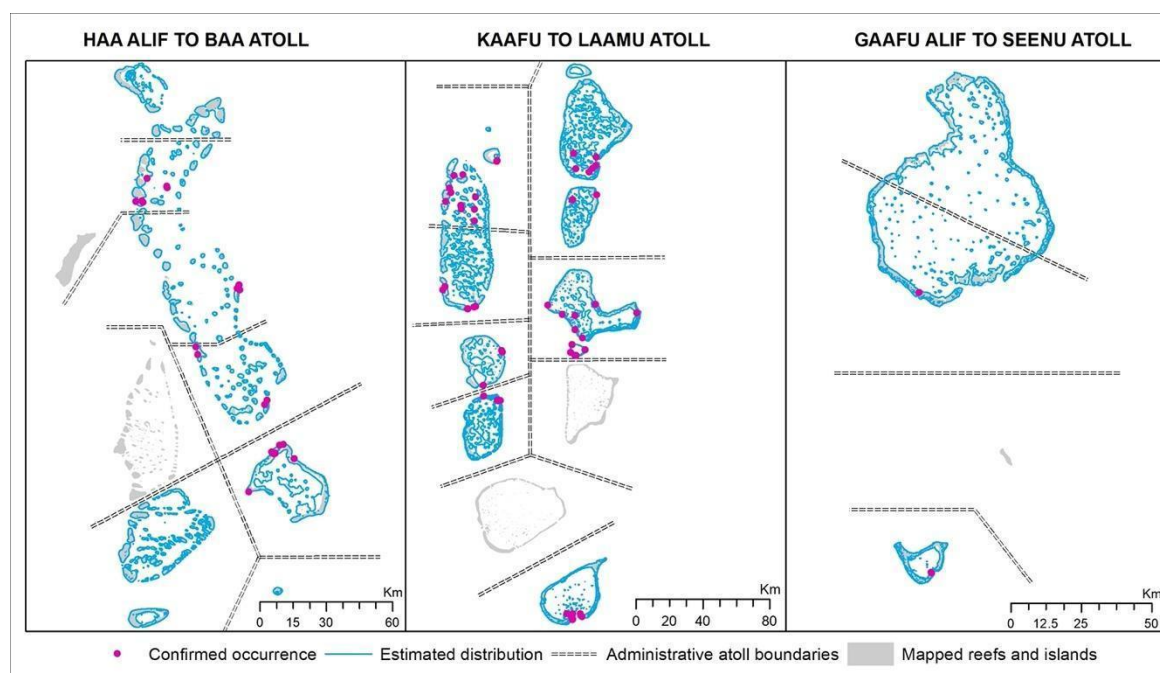 HAA ALIF TO BAA ATOLL
KAAFU TO LAAMU ATOLL
GAAFU ALIF TO SEENU ATOLL
Km
0 15 30 60
Km
0 20 40 80
Km
0 12.5 25 50
Confirmed occurrence
Estimated distribution
Administrative atoll boundaries
Mapped reefs and islands